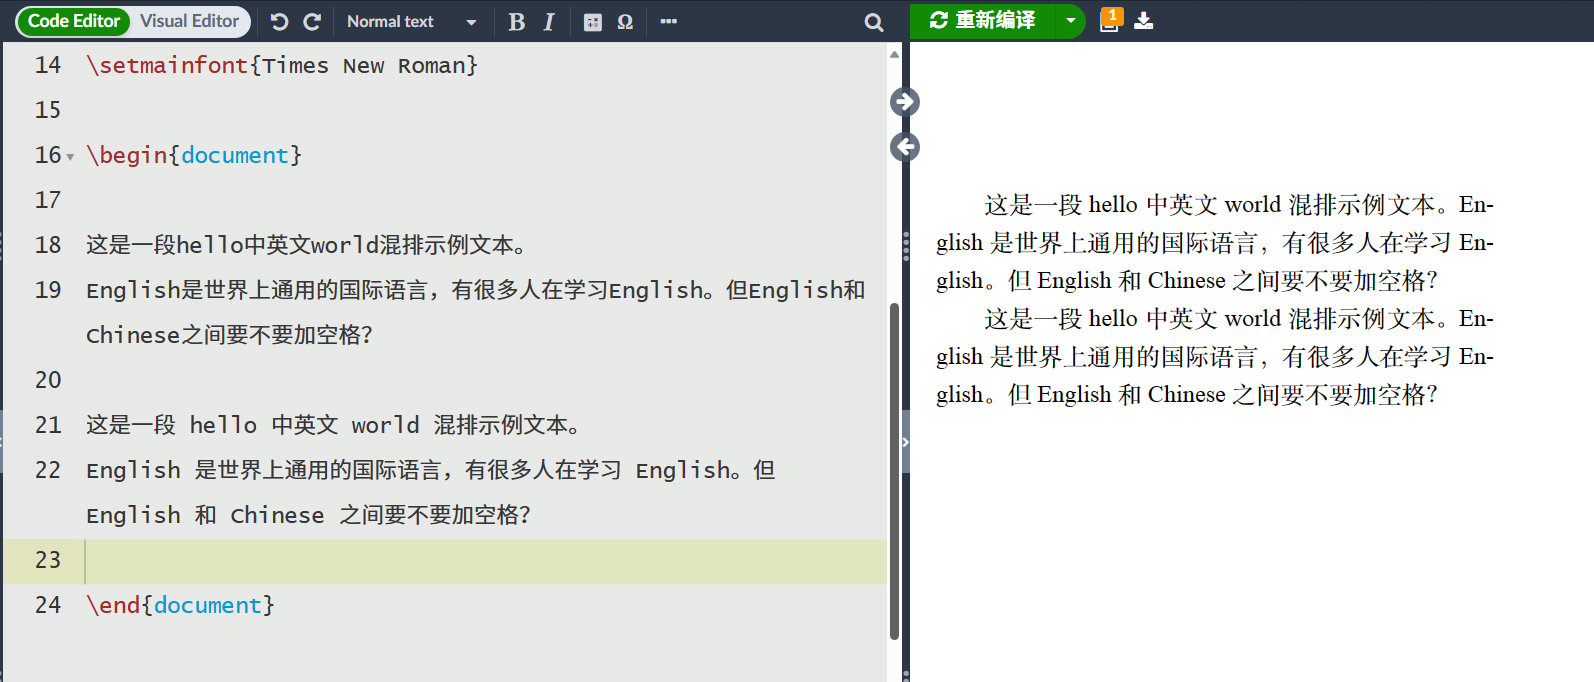 Code Editor Visual Editor Normal text B I Ω 重新编译 1
14 \setmainfont{Times New Roman}
15
16 \begin{document}
17
18 这是一段hello中英文world混排示例文本。
19 English是世界上通用的国际语言，有很多人在学习English。但English和
Chinese之间要不要加空格？
20
21 这是一段 hello 中英文 world 混排示例文本。
22 English 是世界上通用的国际语言，有很多人在学习 English。但
English 和 Chinese 之间要不要加空格？
23
24 \end{document}
这是一段 hello 中英文 world 混排示例文本。En-
glish 是世界上通用的国际语言，有很多人在学习 En-
glish。但 English 和 Chinese 之间要不要加空格？
这是一段 hello 中英文 world 混排示例文本。En-
glish 是世界上通用的国际语言，有很多人在学习 En-
glish。但 English 和 Chinese 之间要不要加空格？